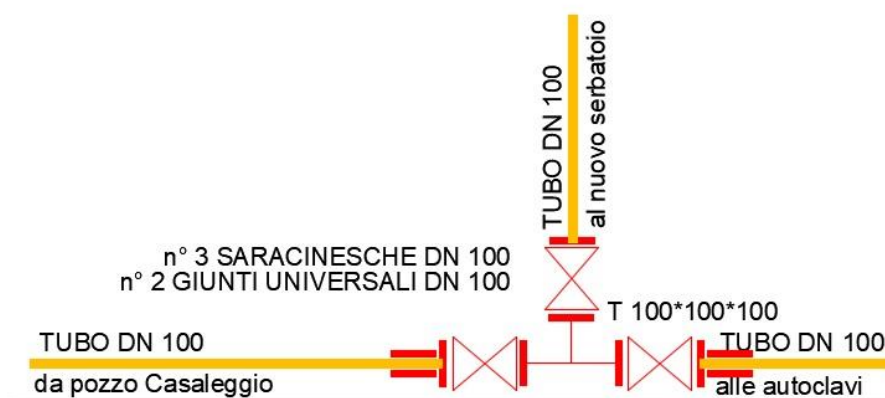 TUBO DN 100
al nuovo serbatoio
n° 3 SARACINESCHE DN 100
n° 2 GIUNTI UNIVERSALI DN 100
T 100*100*100
TUBO DN 100
da pozzo Casaleggio
TUBO DN 100
alle autoclavi